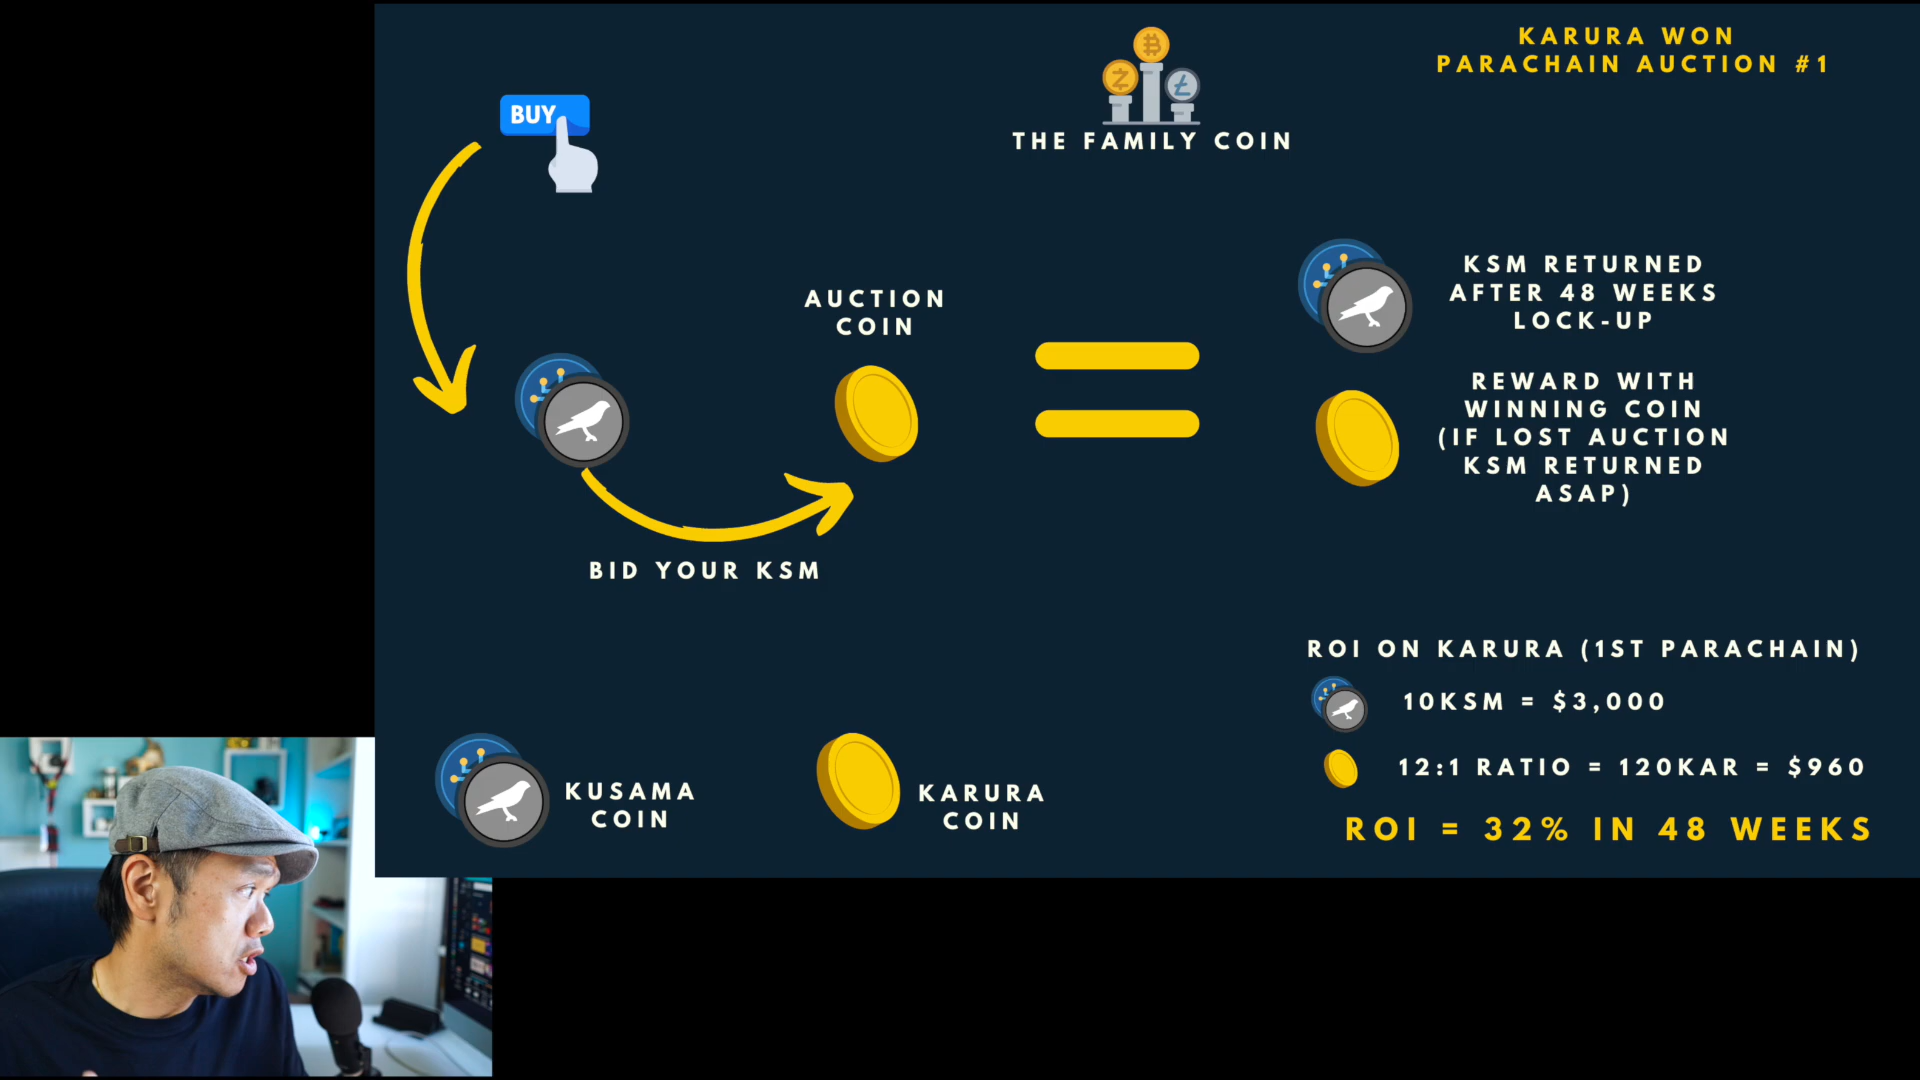 KARURA WON
PARACHAIN AUCTION #1
BUY
THE FAMILY COIN
AUCTION
COIN
KSM RETURNED
AFTER 48 WEEKS
LOCK-UP
REWARD WITH
WINNING COIN
(IF LOST AUCTION
KSM RETURNED
ASAP)
BID YOUR KSM
ROI ON KARURA (1ST PARACHAIN)
10KSM = $3,000
12:1 RATIO = 120KAR = $960
ROI = 32% IN 48 WEEKS
KUSAMA
COIN
KARURA
COIN